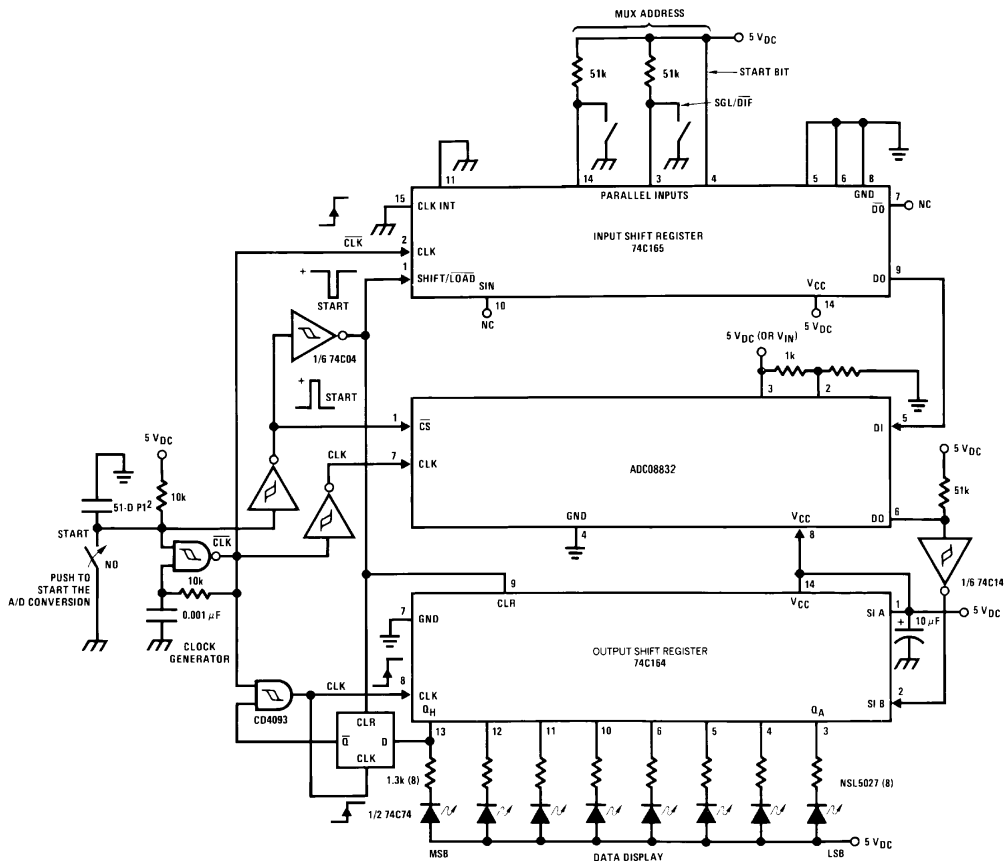 MUX ADDRESS
5 VDC
51k
51k
START BIT
SGL/DIF
11
14
3
4
5
6
8
15
CLK INT
PARALLEL INPUTS
GND
DO
7
NC
INPUT SHIFT REGISTER
74C165
CLK
2
CLK
1
SHIFT/LOAD
DO
9
+
START
SIN
10
NC
VCC
14
5 VDC
1/6 74C04
5 VDC (OR VIN)
1k
3
2
+
START
1
CS
DI
5
CLK
7
CLK
ADC08832
5 VDC
5 VDC
51k
10k
51-D P12
DO
6
GND
4
VCC
8
START
CLK
NO
PUSH TO
START THE
A/D CONVERSION
10k
0.001 μF
CLOCK
GENERATOR
1/6 74C14
9
CLR
14
VCC
7
GND
SI A
1
5 VDC
+
10 μF
OUTPUT SHIFT REGISTER
74C164
CLK
8
CLK
SI B
2
CD4093
QH
QA
CLR
Q
D
CLK
13
12
11
10
6
5
4
3
1.3k (8)
NSL5027 (8)
1/2 74C74
MSB
DATA DISPLAY
LSB
5 VDC